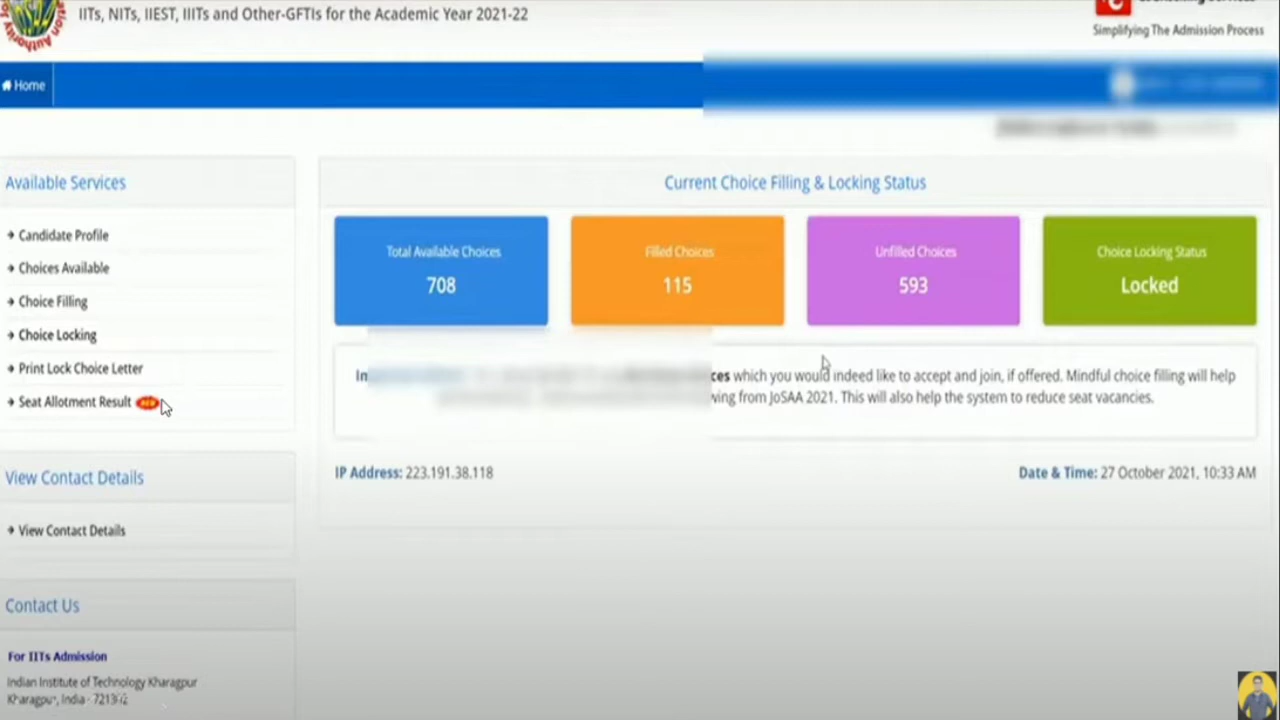 IITs, NITs, IIEST, IIITs and Other-GFTIs for the Academic Year 2021-22
Simplifying The Admission Process
Home
Available Services
Candidate Profile
Choices Available
Choice Filling
Choice Locking
Print Lock Choice Letter
Seat Allotment Result
View Contact Details
View Contact Details
Contact Us
For IITs Admission
Indian Institute of Technology Kharagpur
Kharagpur, India -
Current Choice Filling & Locking Status
Total Available Choices
708
Filled Choices
115
Unfilled Choices
593
Choice Locking Status
Locked
which you would indeed like to accept and join, if offered. Mindful choice filling will help
from JoSAA 2021. This will also help the system to reduce seat vacancies.
IP Address: 223.191.38.118
Date & Time: 27 October 2021, 10:33 AM